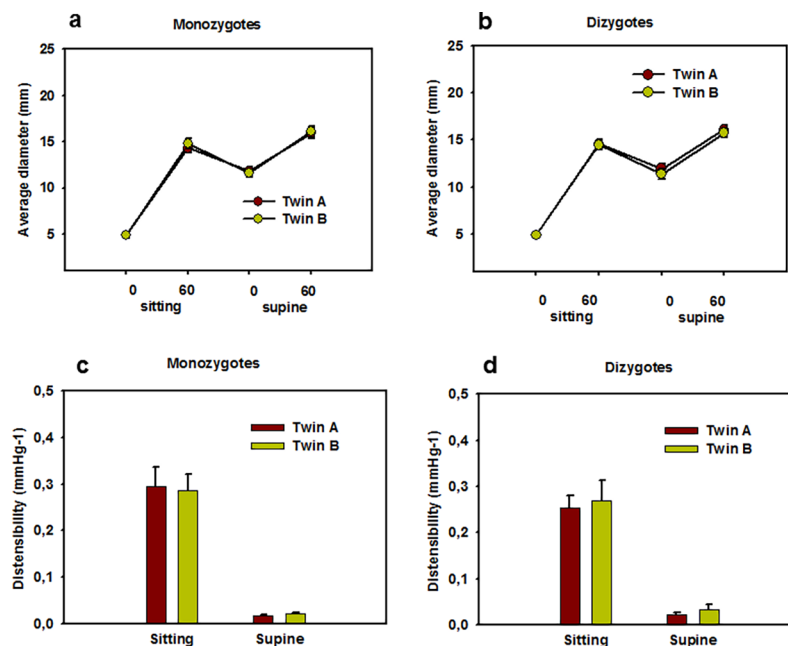 a
Monozygotes
25
20
15
10
5
Average diameter (mm)
Twin A
Twin B
0 60 0 60
sitting supine
b
Dizygotes
25
20
15
10
5
Average diameter (mm)
Twin A
Twin B
0 60 0 60
sitting supine
c
Monozygotes
0,5
0,4
0,3
0,2
0,1
0,0
Distensibility (mmHg-1)
Twin A
Twin B
Sitting Supine
d
Dizygotes
0,5
0,4
0,3
0,2
0,1
0,0
Distensibility (mmHg-1)
Twin A
Twin B
Sitting Supine